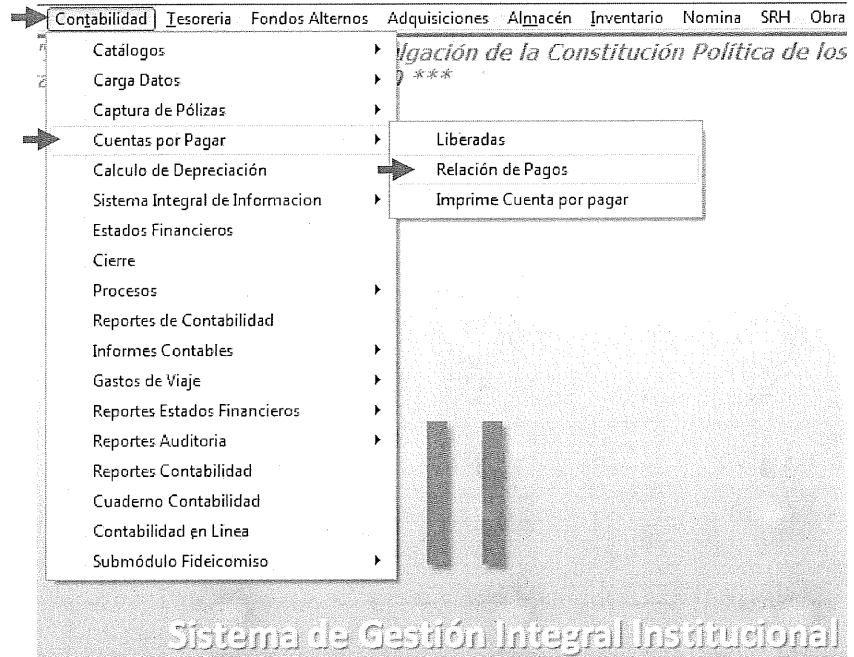 Contabilidad Tesoreria Fondos Alternos Adquisiciones Almacén Inventario Nomina SRH Obra
Catálogos
lgación de la Constitución Política de los
Carga Datos
***
Captura de Pólizas
Cuentas por Pagar
Liberadas
Calculo de Depreciación
Relación de Pagos
Sistema Integral de Informacion
Imprime Cuenta por pagar
Estados Financieros
Cierre
Procesos
Reportes de Contabilidad
Informes Contables
Gastos de Viaje
Reportes Estados Financieros
Reportes Auditoria
Reportes Contabilidad
Cuaderno Contabilidad
Contabilidad en Linea
Submódulo Fideicomiso
Sistema de Gestión Integral Institucional